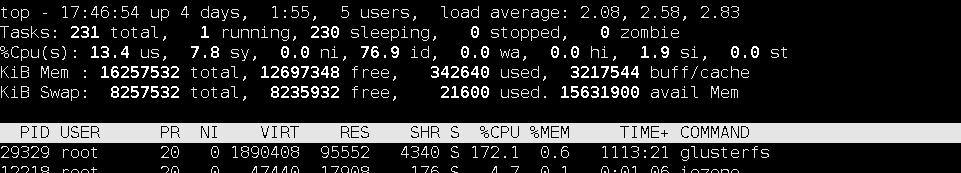 top - 17:46:54 up 4 days,  1:55,  5 users,  load average: 2.08, 2.58, 2.83
Tasks: 231 total,   1 running, 230 sleeping,   0 stopped,   0 zombie
%Cpu(s): 13.4 us,  7.8 sy,  0.0 ni, 76.9 id,  0.0 wa,  0.0 hi,  1.9 si,  0.0 st
KiB Mem : 16257532 total, 12697348 free,   342640 used,  3217544 buff/cache
KiB Swap:  8257532 total,  8235932 free,    21600 used. 15631900 avail Mem
PID USER      PR  NI    VIRT    RES    SHR S  %CPU %MEM     TIME+ COMMAND
29329 root      20   0 1890408  95552   4340 S 172.1  0.6   1113:21 glusterfs
12218 root      20   0   47440  17908    176 S   4.7  0.1   0:01.06 iozone